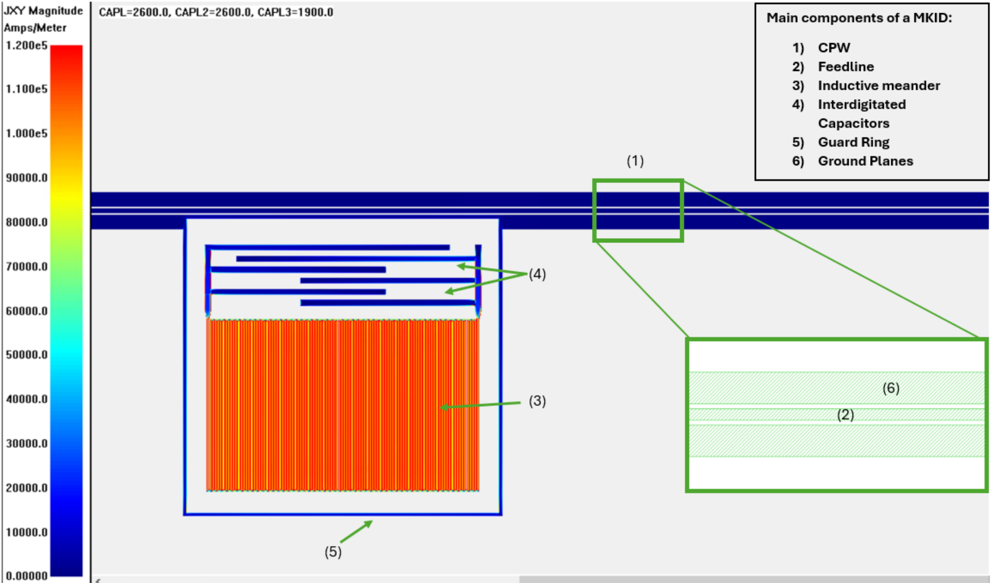 JXY Magnitude
Amps/Meter
1.200e5
1.100e5
1.000e5
90000.0
80000.0
70000.0
60000.0
50000.0
40000.0
30000.0
20000.0
10000.0
0.00000
CAPL=2600.0, CAPL2=2600.0, CAPL3=1900.0
Main components of a MKID:
1) CPW
2) Feedline
3) Inductive meander
4) Interdigitated
Capacitors
5) Guard Ring
6) Ground Planes
(1)
(4)
(3)
(5)
(6)
(2)